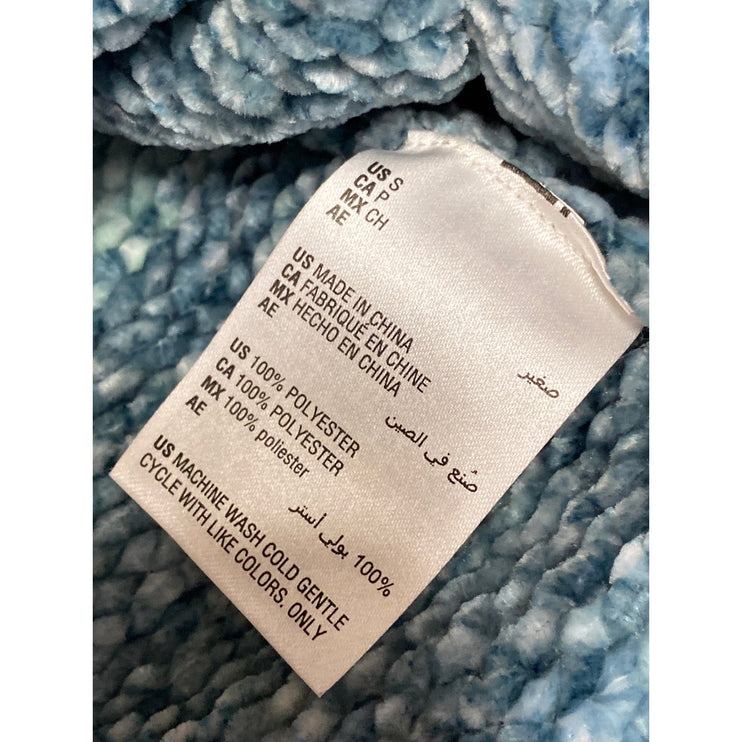 US S
CA P
MX CH
AE
صغير
US MADE IN CHINA
CA FABRIQUÉ EN CHINE
MX HECHO EN CHINA
AE
صُنع في الصين
US 100% POLYESTER
CA 100% POLYESTER
MX 100% poliester
AE
100% بولي أستر
US MACHINE WASH COLD GENTLE
CYCLE WITH LIKE COLORS. ONLY